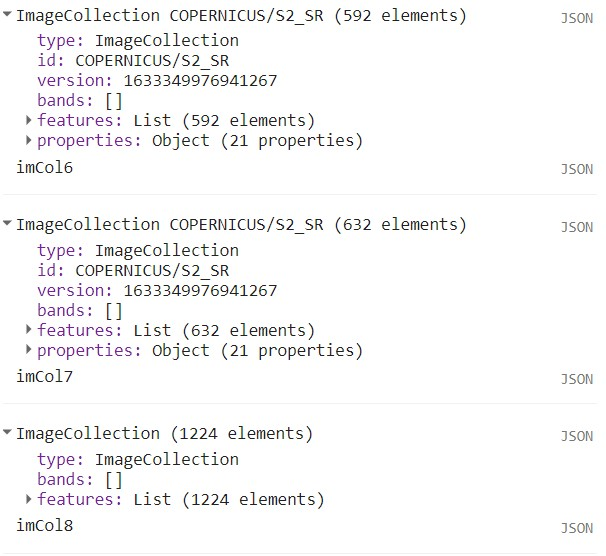 ImageCollection COPERNICUS/S2_SR (592 elements) JSON
type: ImageCollection
id: COPERNICUS/S2_SR
version: 1633349976941267
bands: []
features: List (592 elements)
properties: Object (21 properties)
imCol6 JSON
ImageCollection COPERNICUS/S2_SR (632 elements) JSON
type: ImageCollection
id: COPERNICUS/S2_SR
version: 1633349976941267
bands: []
features: List (632 elements)
properties: Object (21 properties)
imCol7 JSON
ImageCollection (1224 elements) JSON
type: ImageCollection
bands: []
features: List (1224 elements)
imCol8 JSON